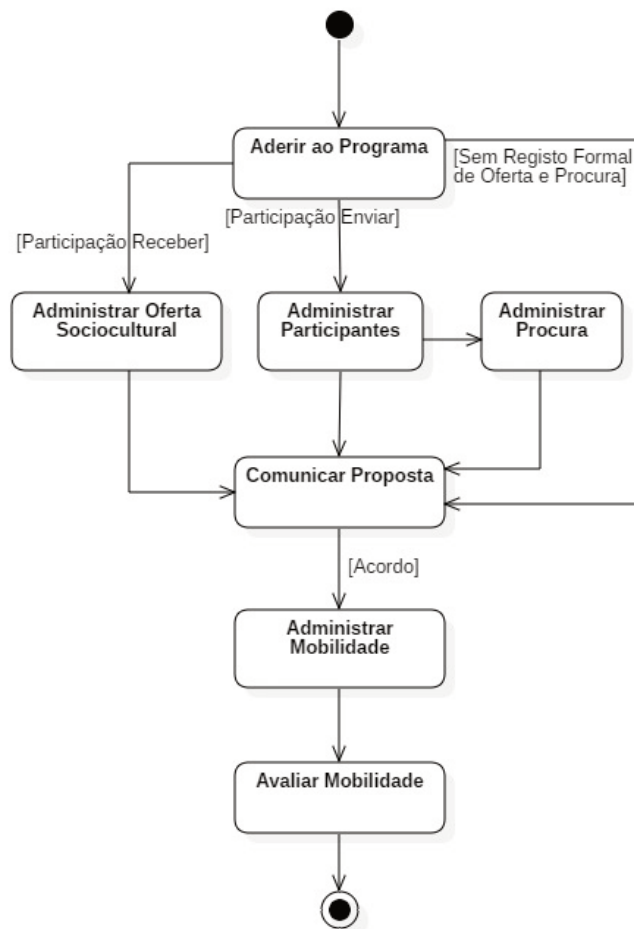 Aderir ao Programa
[Sem Registo Formal
de Oferta e Procura]
[Participação Enviar]
[Participação Receber]
Administrar Oferta
Sociocultural
Administrar
Participantes
Administrar
Procura
Comunicar Proposta
[Acordo]
Administrar
Mobilidade
Avaliar Mobilidade